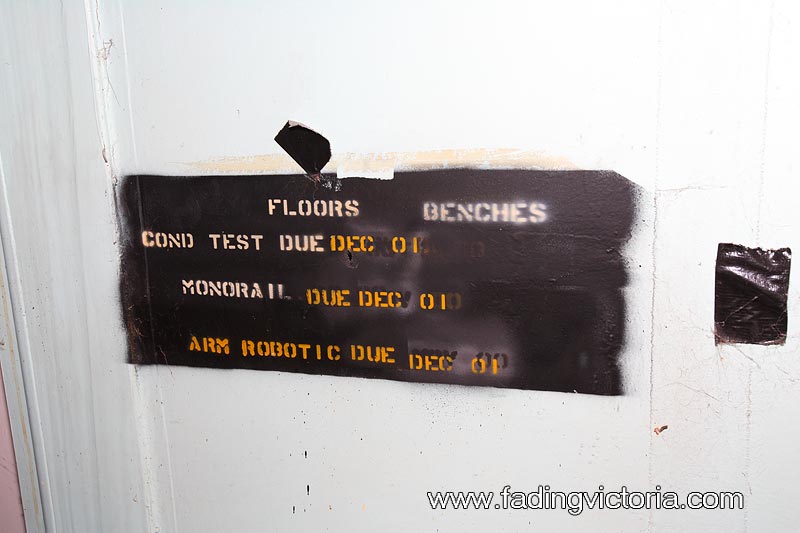 FLOORS BENCHES
COND TEST DUE DEC 01
MONORAIL DUE DEC 01
ARM ROBOTIC DUE DEC 01
www.fadingvictoria.com